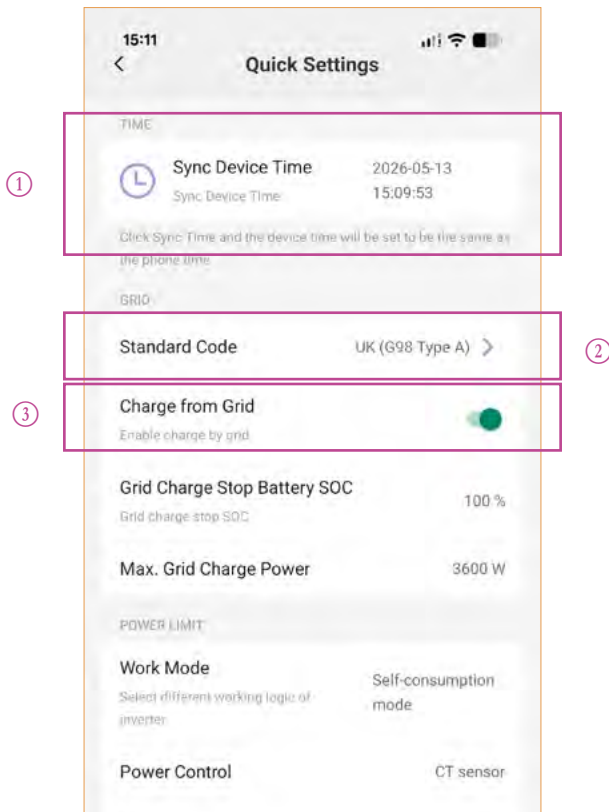 15:11
Quick Settings
TIME
①
Sync Device Time
2026-05-13
Sync Device Time
15:09:53
Click Sync Time and the device time will be set to be the same as
the phone time
GRID
Standard Code
UK (G98 Type A)
②
③
Charge from Grid
Enable charge by grid
Grid Charge Stop Battery SOC
100 %
Grid charge stop SOC
Max. Grid Charge Power
3600 W
POWER LIMIT
Work Mode
Self-consumption
Select different working logic of
mode
inverter
Power Control
CT sensor